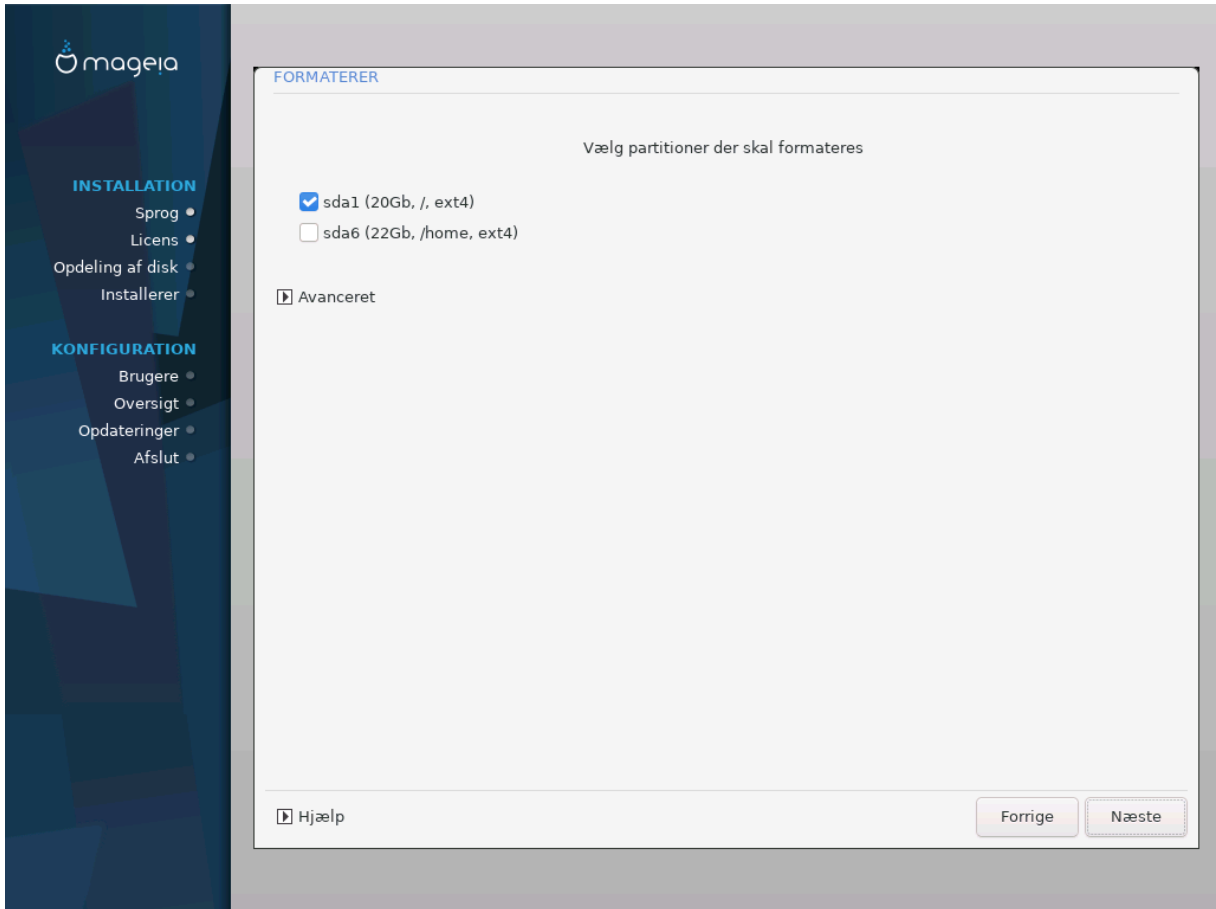 mageia
INSTALLATION
Sprog
Licens
Opdeling af disk
Installerer
KONFIGURATION
Brugere
Oversigt
Opdateringer
Afslut
FORMATERER
Vælg partitioner der skal formateres
sda1 (20Gb, /, ext4)
sda6 (22Gb, /home, ext4)
Avanceret
Hjælp
Forrige
Næste